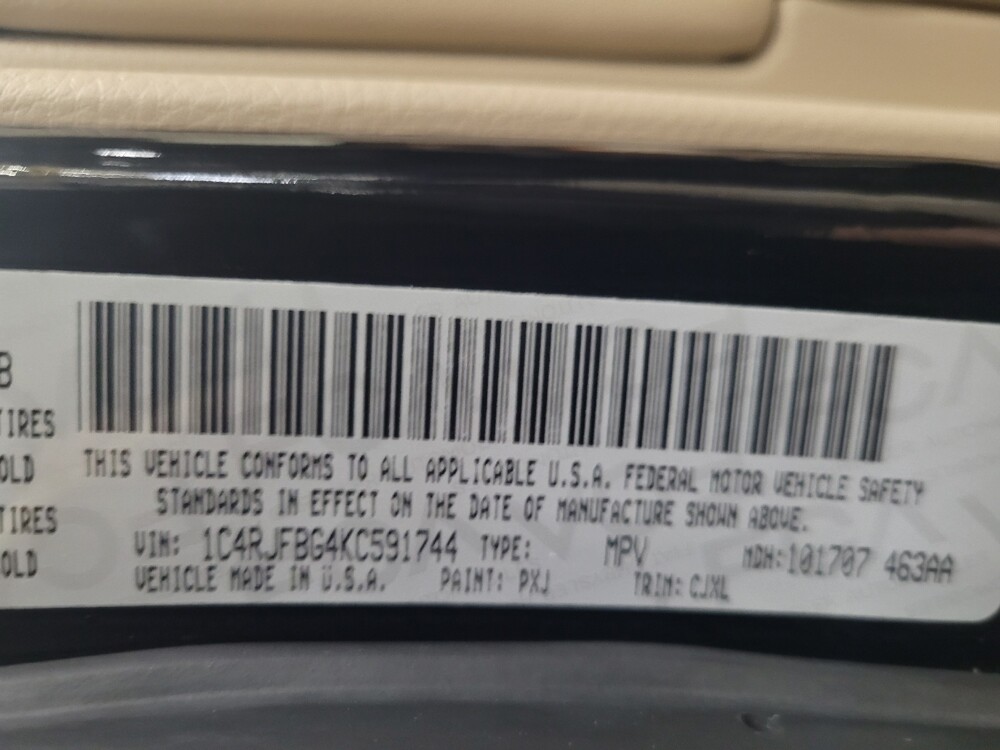 B
TIRES
OLD
TIRES
OLD
THIS VEHICLE CONFORMS TO ALL APPLICABLE U.S.A. FEDERAL MOTOR VEHICLE SAFETY
STANDARDS IN EFFECT ON THE DATE OF MANUFACTURE SHOWN ABOVE.
VIN: 1C4RJFBG4KC591744 TYPE: MPV MDH:101707 463AA
VEHICLE MADE IN U.S.A. PAINT: PXJ TRIM: CJXL